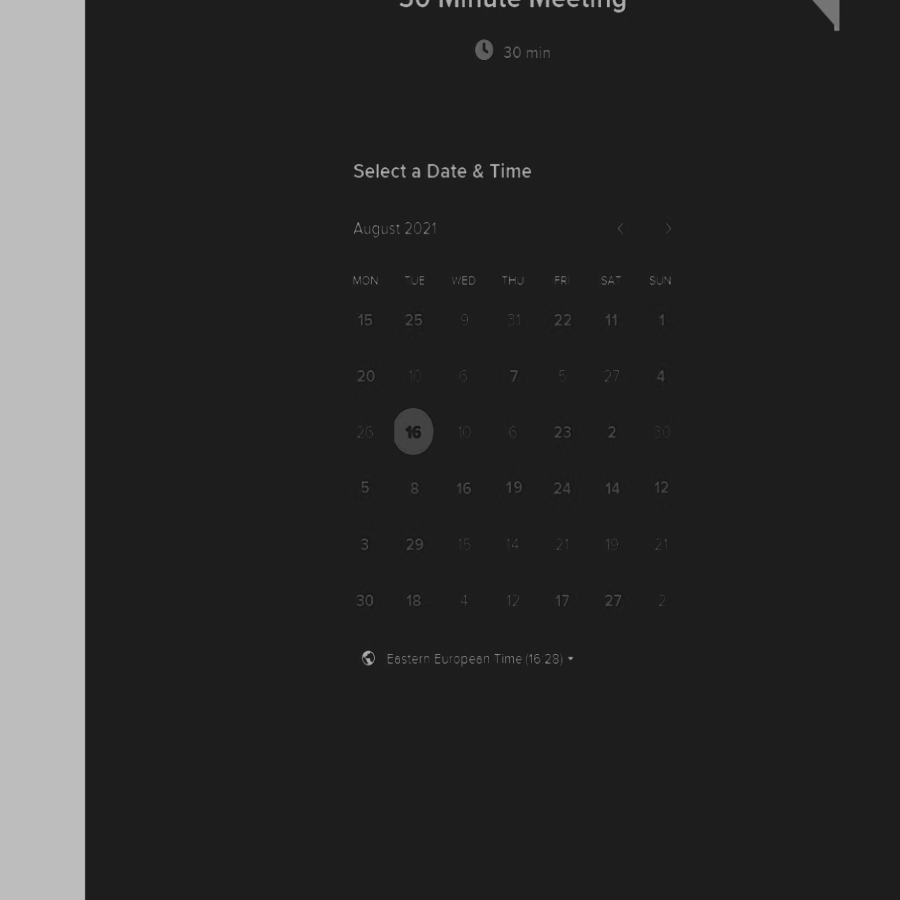 30 Minute Meeting
30 min
Select a Date & Time
August 2021
MON TUE WED THU FRI SAT SUN
15 25 9 31 22 11 1
20 10 6 7 5 27 4
26 16 10 6 23 2 30
5 8 16 19 24 14 12
3 29 15 14 21 19 21
30 18 4 12 17 27 2
Eastern European Time (16:28)